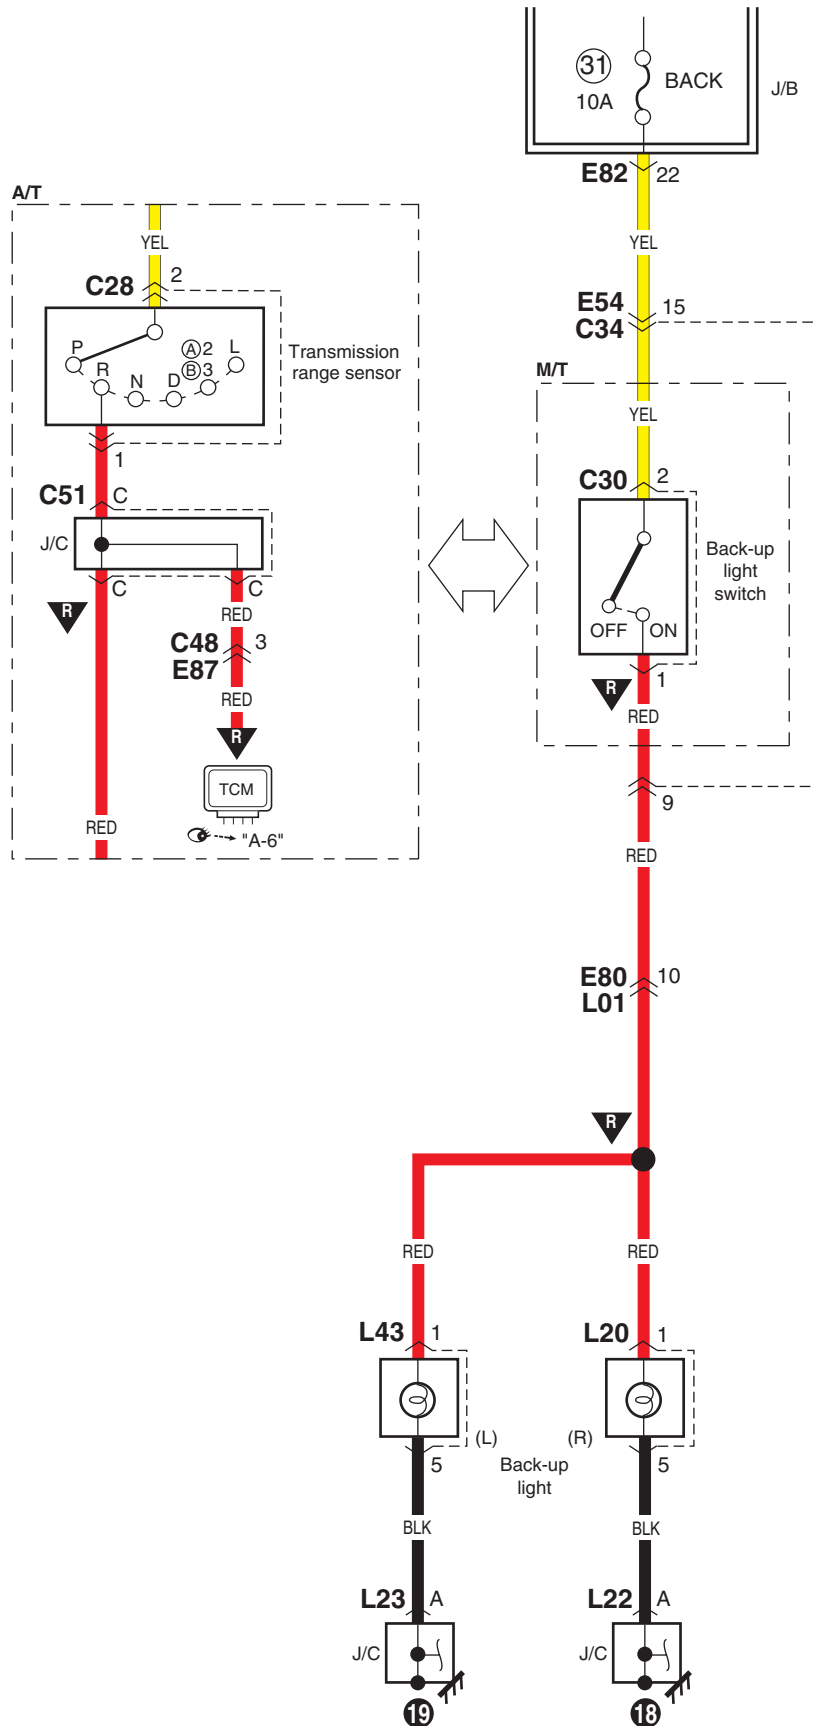 31
10A
BACK
J/B
E82
22
A/T
YEL
YEL
C28
2
E54
15
C34
P
R
N
D
A 2
B 3
L
Transmission
range sensor
M/T
YEL
1
C30
2
C51
C
J/C
Back-up
light
switch
OFF
ON
C
C
R
RED
C48
3
E87
1
R
RED
RED
R
TCM
"A-6"
RED
9
RED
E80
10
L01
R
RED
RED
L43
1
L20
1
(L)
(R)
5
Back-up
light
5
BLK
BLK
L23
A
L22
A
J/C
J/C
19
18